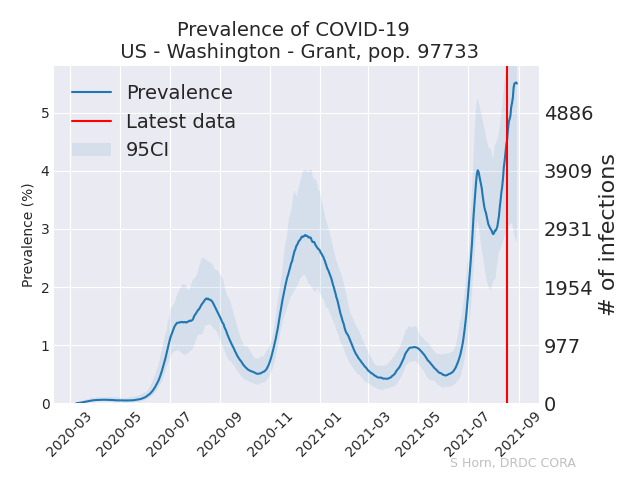 Prevalence of COVID-19
US - Washington - Grant, pop. 97733
Prevalence
Latest data
95CI
Prevalence (%)
5
4
3
2
1
0
4886
3909
2931
1954
977
0
# of infections
2020-03
2020-05
2020-07
2020-09
2020-11
2021-01
2021-03
2021-05
2021-07
2021-09
S Horn, DRDC CORA